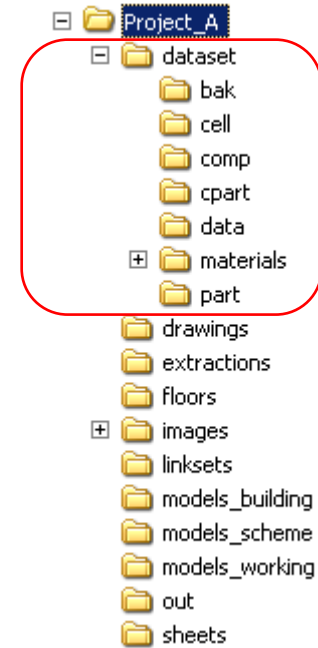 Project_A
dataset
bak
cell
comp
cpart
data
materials
part
drawings
extractions
floors
images
linksets
models_building
models_scheme
models_working
out
sheets